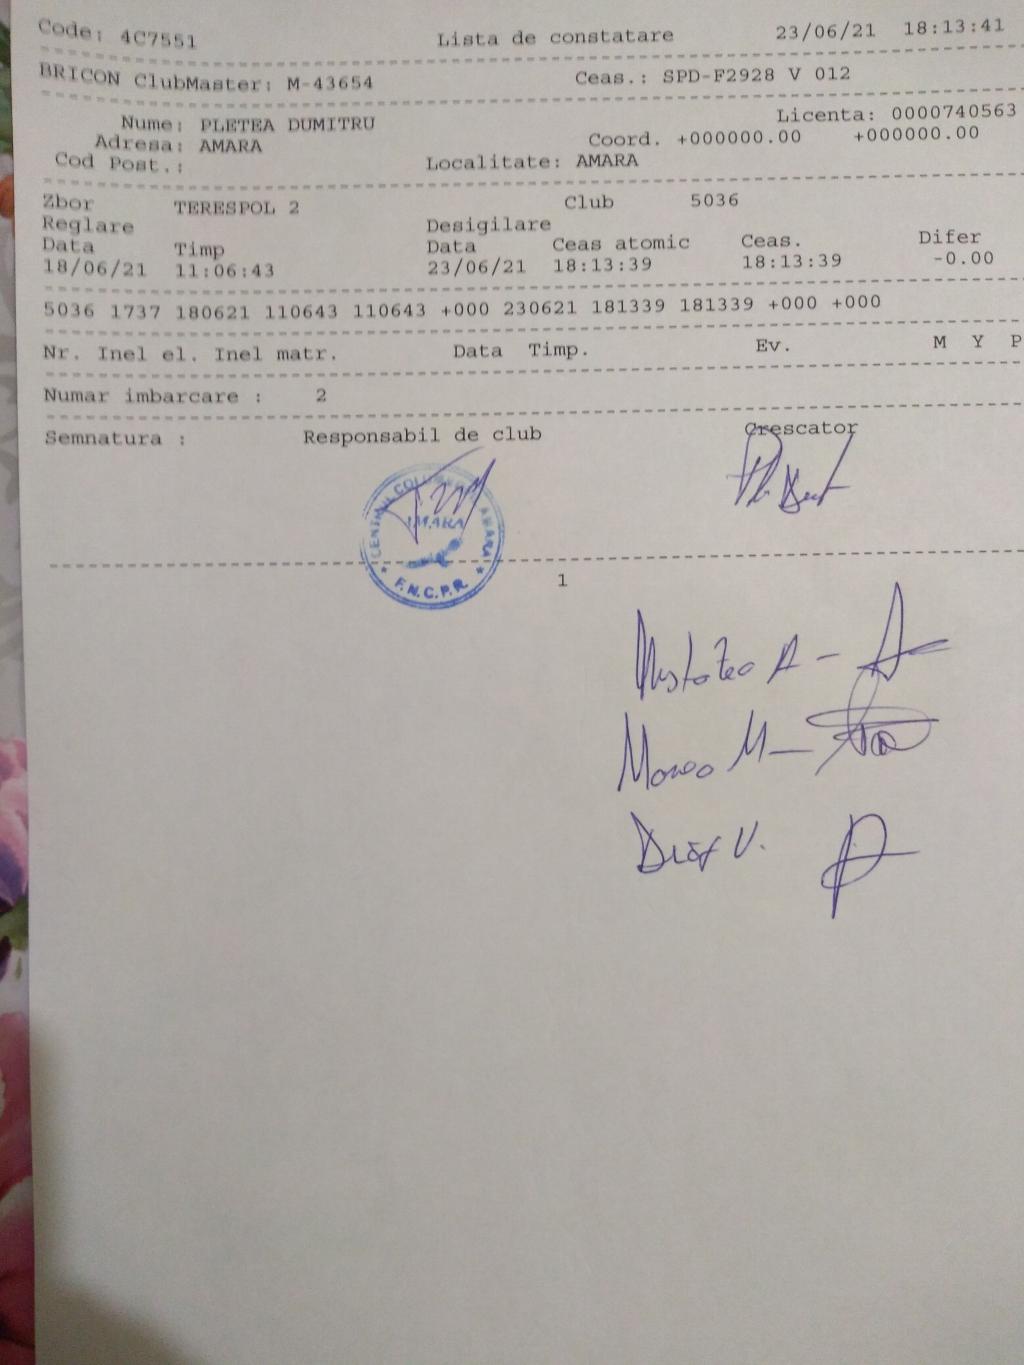 Code: 4C7551 Lista de constatare 23/06/21 18:13:41
BRICON ClubMaster: M-43654 Ceas.: SPD-F2928 V 012
Nume: PLETEA DUMITRU Licenta: 0000740563
Adresa: AMARA Coord. +000000.00 +000000.00
Cod Post.: Localitate: AMARA
Zbor TERESPOL 2 Club 5036
Reglare Desigilare
Data Timp Data Ceas atomic Ceas. Difer
18/06/21 11:06:43 23/06/21 18:13:39 18:13:39 -0.00
5036 1737 180621 110643 110643 +000 230621 181339 181339 +000 +000
Nr. Inel el. Inel matr. Data Timp. Ev. M Y P
Numar imbarcare : 2
Semnatura : Responsabil de club Crescator
AMARA
F.N.C.P.R.
1